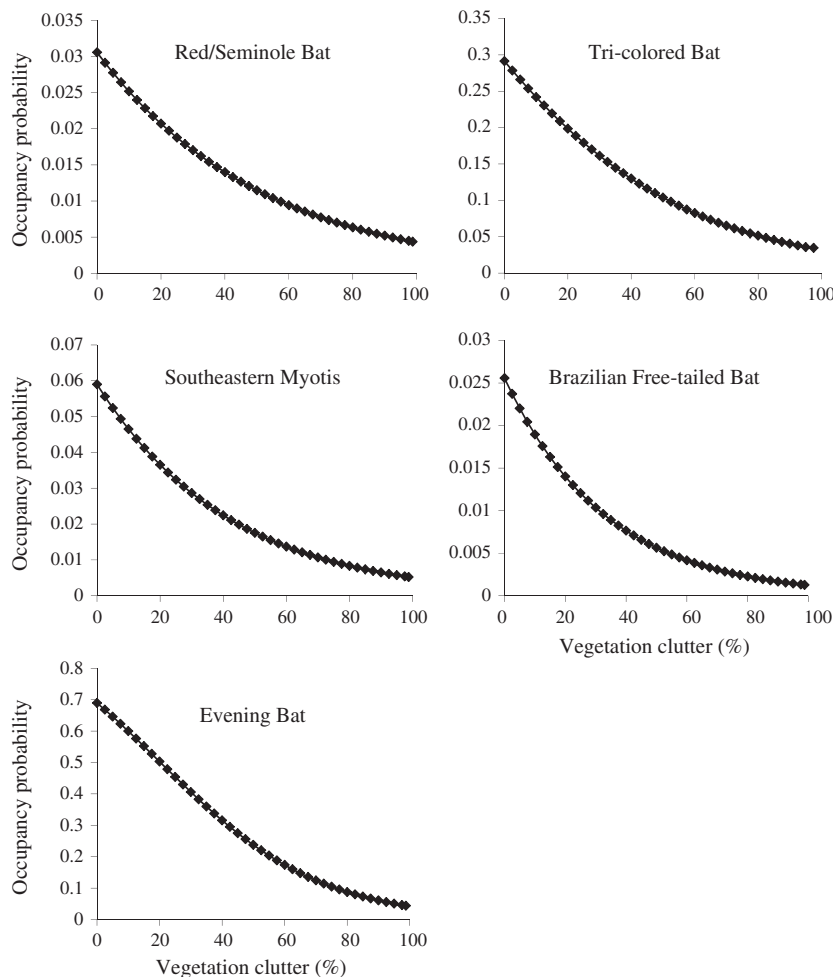 Red/Seminole Bat
Occupancy probability
0.035
0.03
0.025
0.02
0.015
0.01
0.005
0
0 20 40 60 80 100
Tri-colored Bat
0.35
0.3
0.25
0.2
0.15
0.1
0.05
0
0 20 40 60 80 100
Southeastern Myotis
Occupancy probability
0.07
0.06
0.05
0.04
0.03
0.02
0.01
0
0 20 40 60 80 100
Brazilian Free-tailed Bat
0.03
0.025
0.02
0.015
0.01
0.005
0
0 20 40 60 80 100
Vegetation clutter (%)
Evening Bat
Occupancy probability
0.8
0.7
0.6
0.5
0.4
0.3
0.2
0.1
0
0 20 40 60 80 100
Vegetation clutter (%)